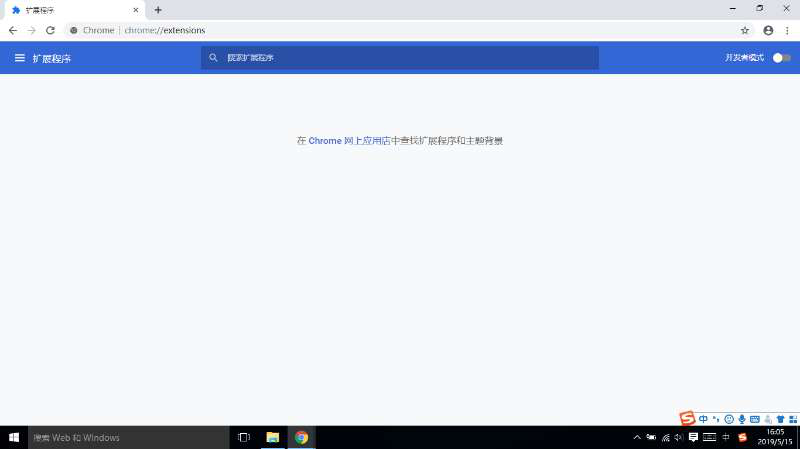 扩展程序
Chrome | chrome://extensions
扩展程序
搜索扩展程序
开发者模式
在 Chrome 网上应用店中查找扩展程序和主题背景
中
搜索 Web 和 Windows
中
16:05
2019/5/15